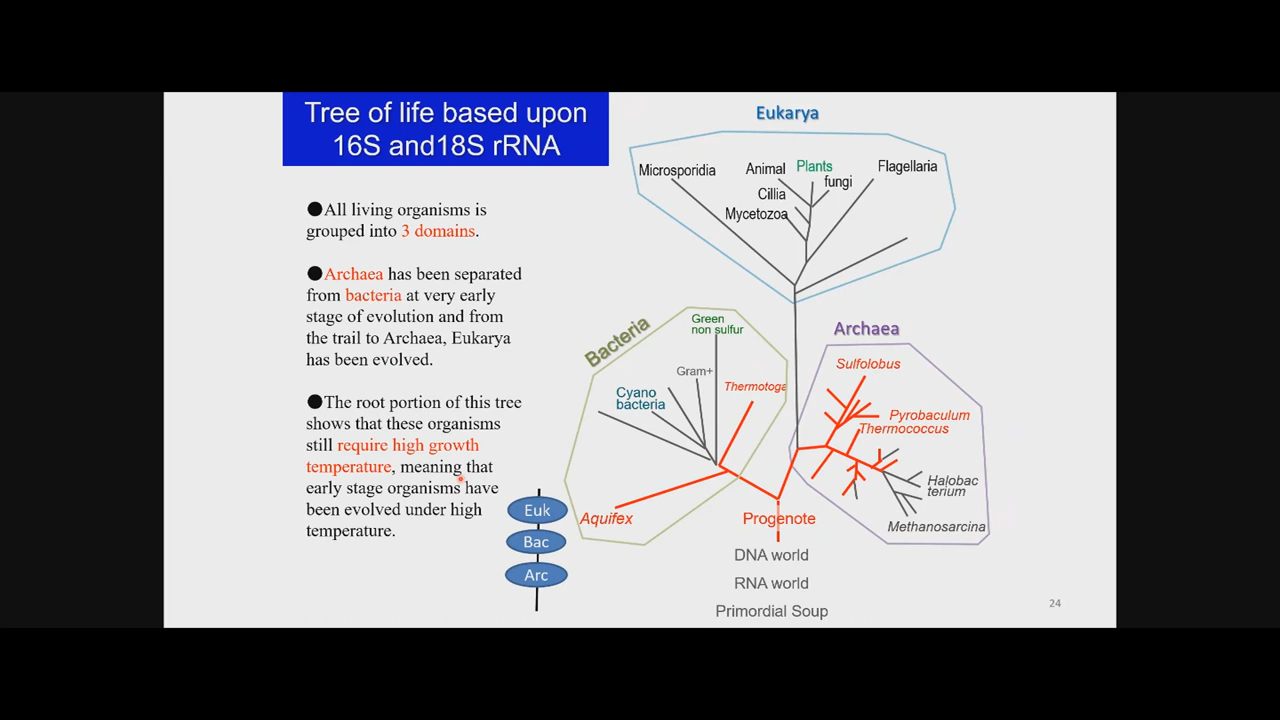 Tree of life based upon
16S and18S rRNA
●All living organisms is
grouped into 3 domains.
●Archaea has been separated
from bacteria at very early
stage of evolution and from
the trail to Archaea, Eukarya
has been evolved.
●The root portion of this tree
shows that these organisms
still require high growth
temperature, meaning that
early stage organisms have
been evolved under high
temperature.
Euk
Bac
Arc
Eukarya
Microsporidia
Animal
Plants
fungi
Flagellaria
Cillia
Mycetozoa
Bacteria
Green
non sulfur
Gram+
Thermotoga
Cyano
bacteria
Aquifex
Archaea
Sulfolobus
Pyrobaculum
Thermococcus
Halobac
terium
Methanosarcina
Progenote
DNA world
RNA world
Primordial Soup
24